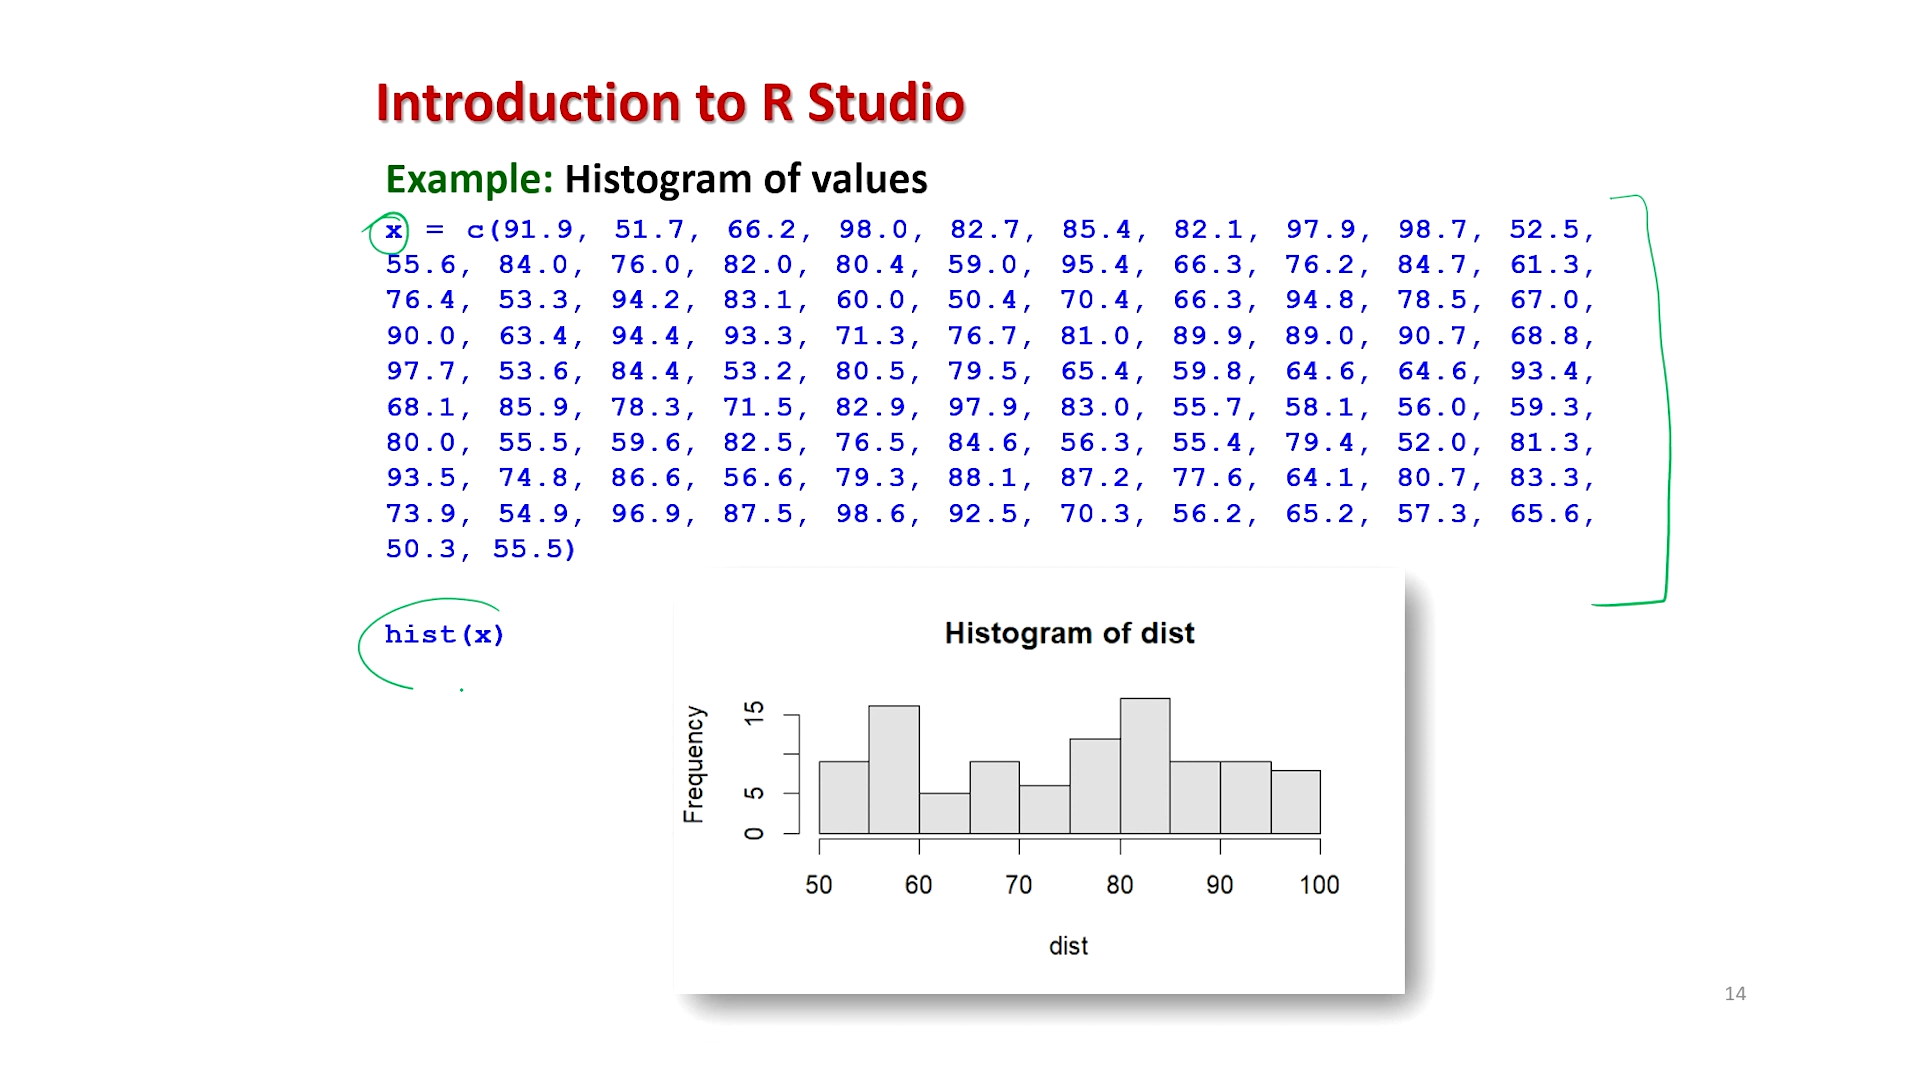 Introduction to R Studio
Example: Histogram of values
x = c(91.9, 51.7, 66.2, 98.0, 82.7, 85.4, 82.1, 97.9, 98.7, 52.5,
55.6, 84.0, 76.0, 82.0, 80.4, 59.0, 95.4, 66.3, 76.2, 84.7, 61.3,
76.4, 53.3, 94.2, 83.1, 60.0, 50.4, 70.4, 66.3, 94.8, 78.5, 67.0,
90.0, 63.4, 94.4, 93.3, 71.3, 76.7, 81.0, 89.9, 89.0, 90.7, 68.8,
97.7, 53.6, 84.4, 53.2, 80.5, 79.5, 65.4, 59.8, 64.6, 64.6, 93.4,
68.1, 85.9, 78.3, 71.5, 82.9, 97.9, 83.0, 55.7, 58.1, 56.0, 59.3,
80.0, 55.5, 59.6, 82.5, 76.5, 84.6, 56.3, 55.4, 79.4, 52.0, 81.3,
93.5, 74.8, 86.6, 56.6, 79.3, 88.1, 87.2, 77.6, 64.1, 80.7, 83.3,
73.9, 54.9, 96.9, 87.5, 98.6, 92.5, 70.3, 56.2, 65.2, 57.3, 65.6,
50.3, 55.5)
hist(x)
Histogram of dist
Frequency
15
5
0
50 60 70 80 90 100
dist
14